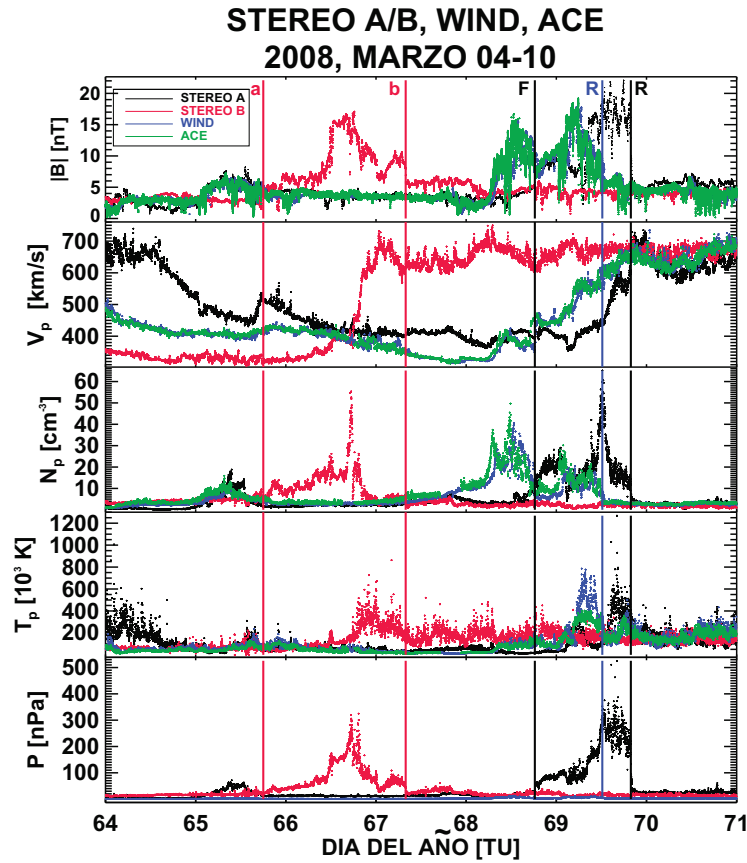 STEREO A/B, WIND, ACE
2008, MARZO 04-10
a
b
F
R
R
STEREO A
STEREO B
WIND
ACE
|B| [nT]
20
15
10
5
0
Vp [km/s]
700
600
500
400
Np [cm⁻³]
60
50
40
30
20
10
Tp [10³ K]
1200
1000
800
600
400
200
P [nPa]
500
400
300
200
100
64 65 66 67 68 69 70 71
DIA DEL AÑO [TU]